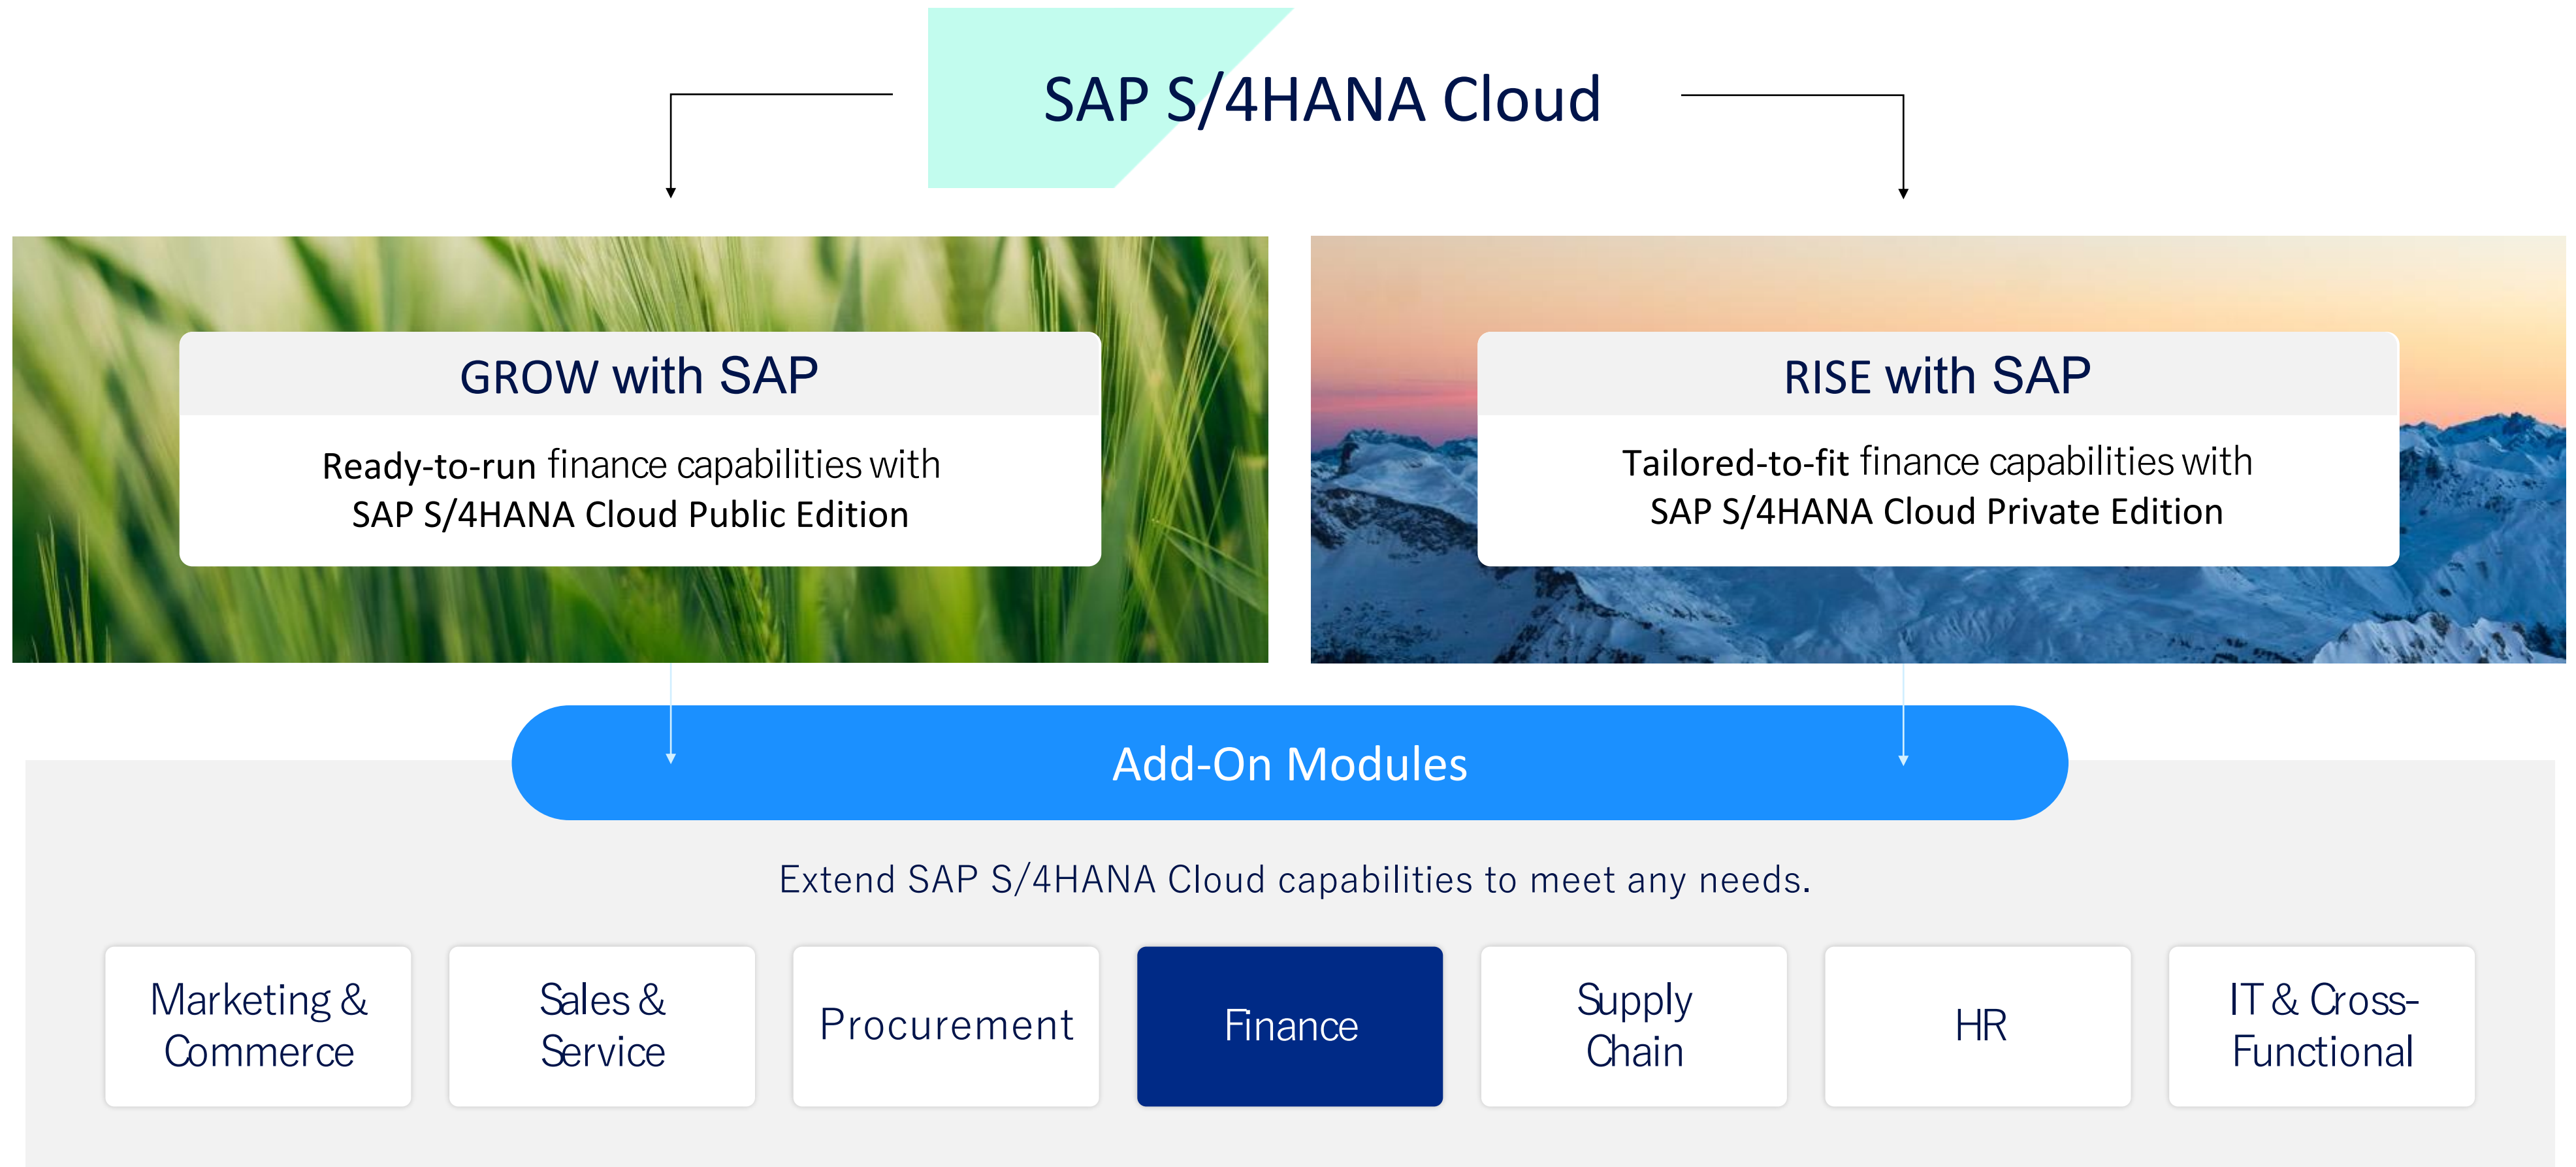 SAP S/4HANA Cloud
GROW with SAP
Ready-to-run finance capabilities with
SAP S/4HANA Cloud Public Edition
RISE with SAP
Tailored-to-fit finance capabilities with
SAP S/4HANA Cloud Private Edition
Add-On Modules
Extend SAP S/4HANA Cloud capabilities to meet any needs.
Marketing &
Commerce
Sales &
Service
Procurement
Finance
Supply
Chain
HR
IT & Cross-
Functional